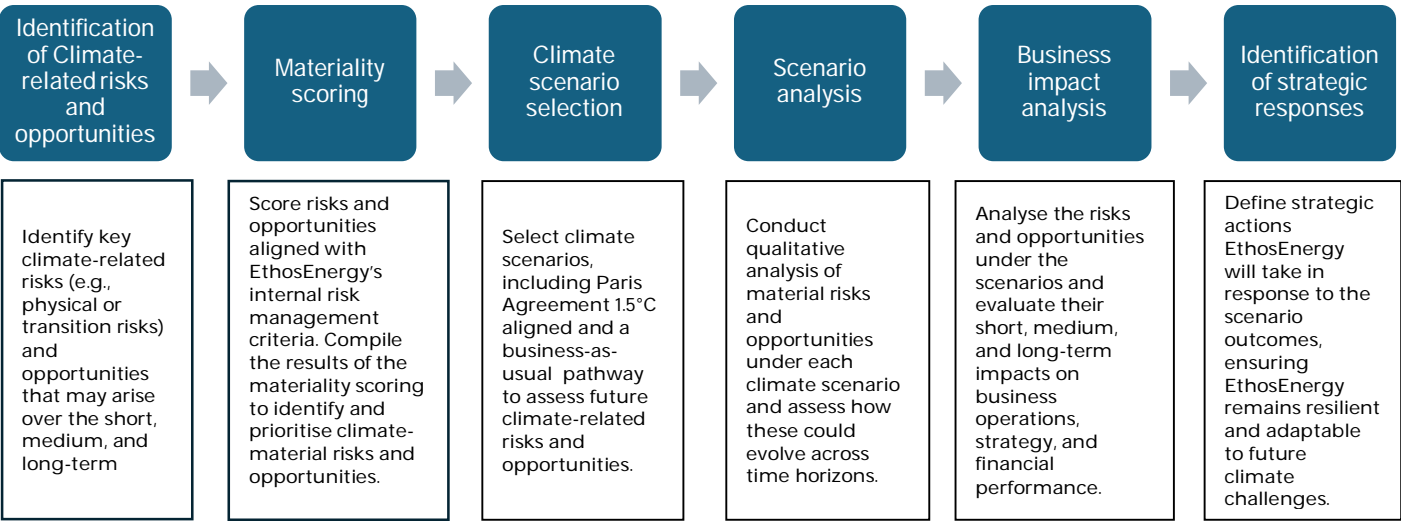 Identification
of Climate-
related risks
and
opportunities
Materiality
scoring
Climate
scenario
selection
Scenario
analysis
Business
impact
analysis
Identification
of strategic
responses
Identify key
climate-related
risks (e.g.,
physical or
transition risks)
and
opportunities
that may arise
over the short,
medium, and
long-term
Score risks and
opportunities
aligned with
EthosEnergy's
internal risk
management
criteria. Compile
the results of the
materiality scoring
to identify and
prioritise climate-
material risks and
opportunities.
Select climate
scenarios,
including Paris
Agreement 1.5°C
aligned and a
business-as-
usual pathway
to assess future
climate-related
risks and
opportunities.
Conduct
qualitative
analysis of
material risks
and
opportunities
under each
climate scenario
and assess how
these could
evolve across
time horizons.
Analyse the risks
and opportunities
under the
scenarios and
evaluate their
short, medium,
and long-term
impacts on
business
operations,
strategy, and
financial
performance.
Define strategic
actions
EthosEnergy
will take in
response to the
scenario
outcomes,
ensuring
EthosEnergy
remains resilient
and adaptable
to future
climate
challenges.